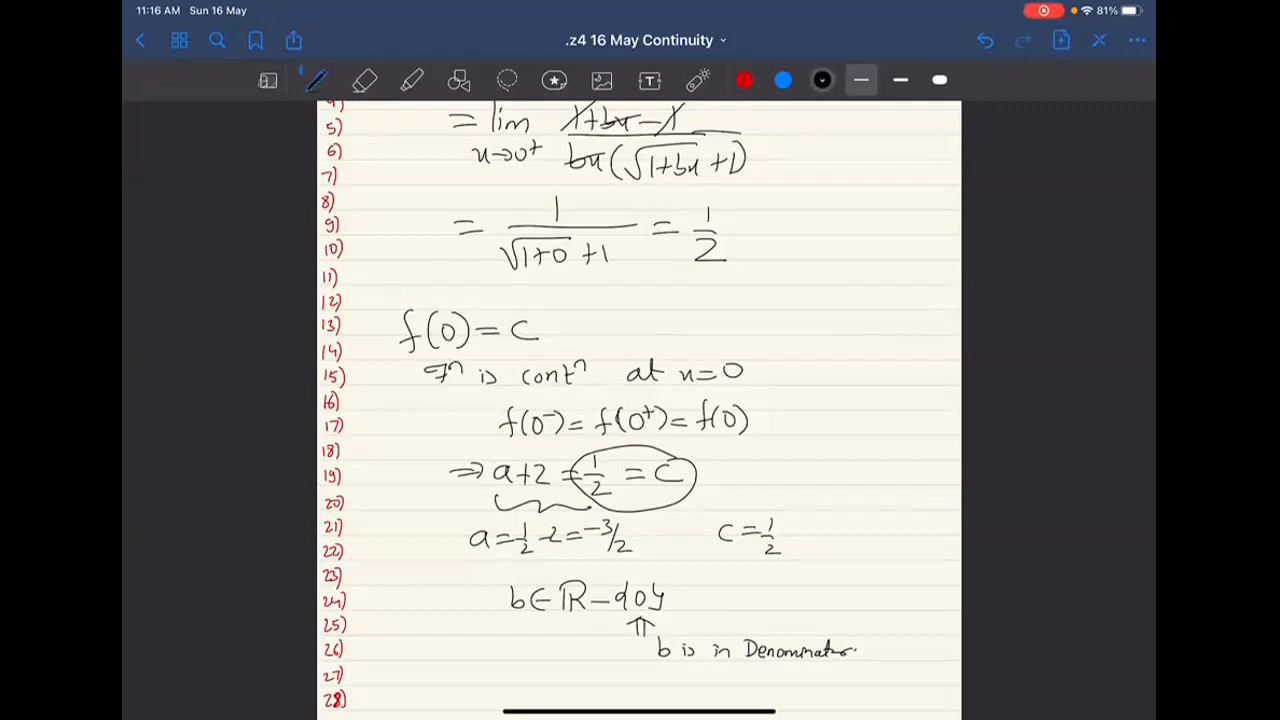 11:16 AM Sun 16 May
81%
.z4 16 May Continuity
T
4)
5) = lim 1+bx-1
6) x→0+ bx(√1+bx +1)
7)
8)
9) = 1 = 1
10) √1+0 +1 2
11)
12)
13) f(0) = C
14)
15) Fⁿ is contⁿ at x=0
16)
17) f(0⁻) = f(0⁺) = f(0)
18)
19) ⇒ a+2 = 1/2 = C
20)
21) a = 1/2 - 2 = -3/2 C = 1/2
22)
23)
24) b ∈ ℝ - {0}
25) ⇑
26) b is in Denominator.
27)
28)